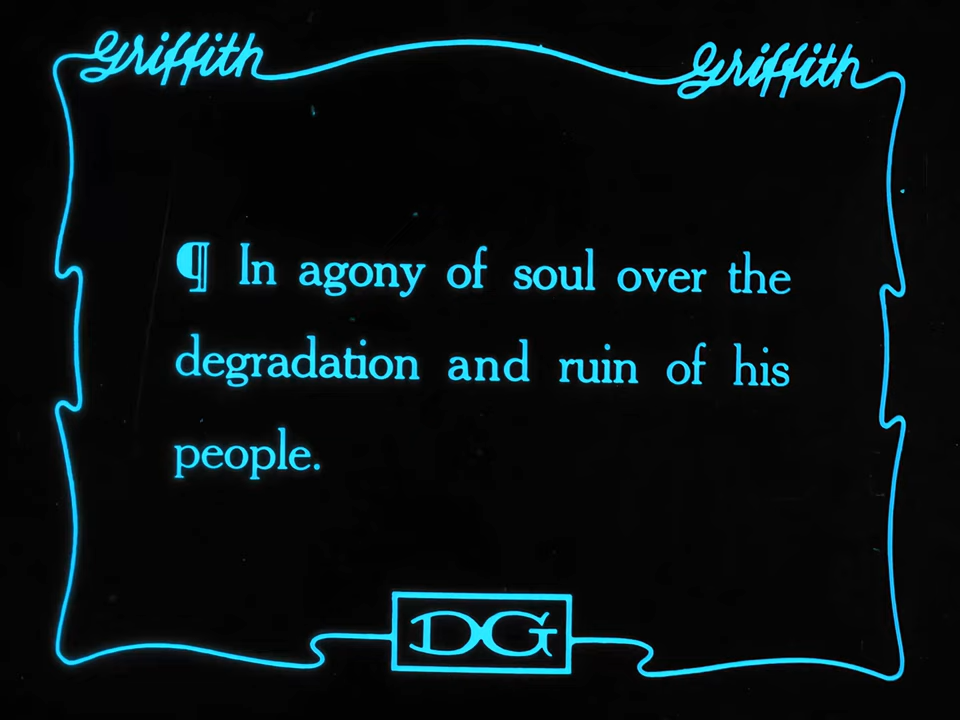 Griffith Griffith
¶ In agony of soul over the
degradation and ruin of his
people.
DG